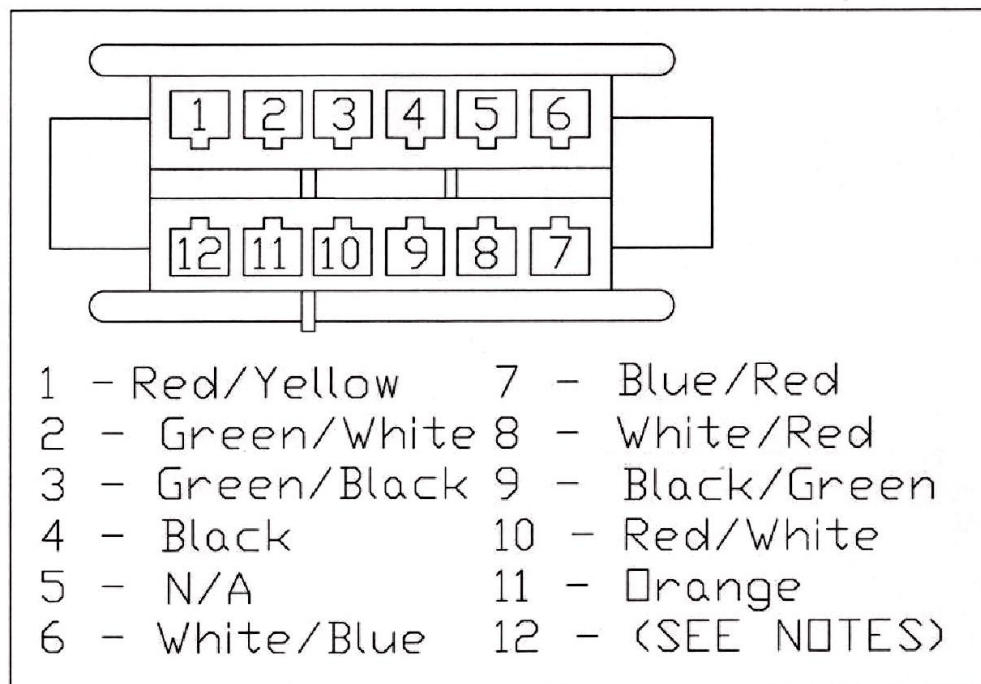 1 2 3 4 5 6
12 11 10 9 8 7
1 - Red/Yellow 7 - Blue/Red
2 - Green/White 8 - White/Red
3 - Green/Black 9 - Black/Green
4 - Black 10 - Red/White
5 - N/A 11 - Orange
6 - White/Blue 12 - (SEE NOTES)